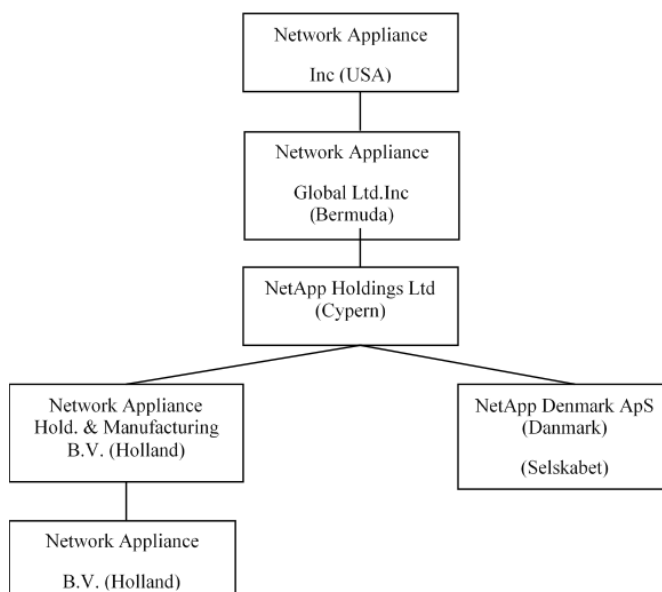 Network Appliance
Inc (USA)
Network Appliance
Global Ltd.Inc
(Bermuda)
NetApp Holdings Ltd
(Cypern)
Network Appliance
Hold. & Manufacturing
B.V. (Holland)
NetApp Denmark ApS
(Danmark)
(Selskabet)
Network Appliance
B.V. (Holland)